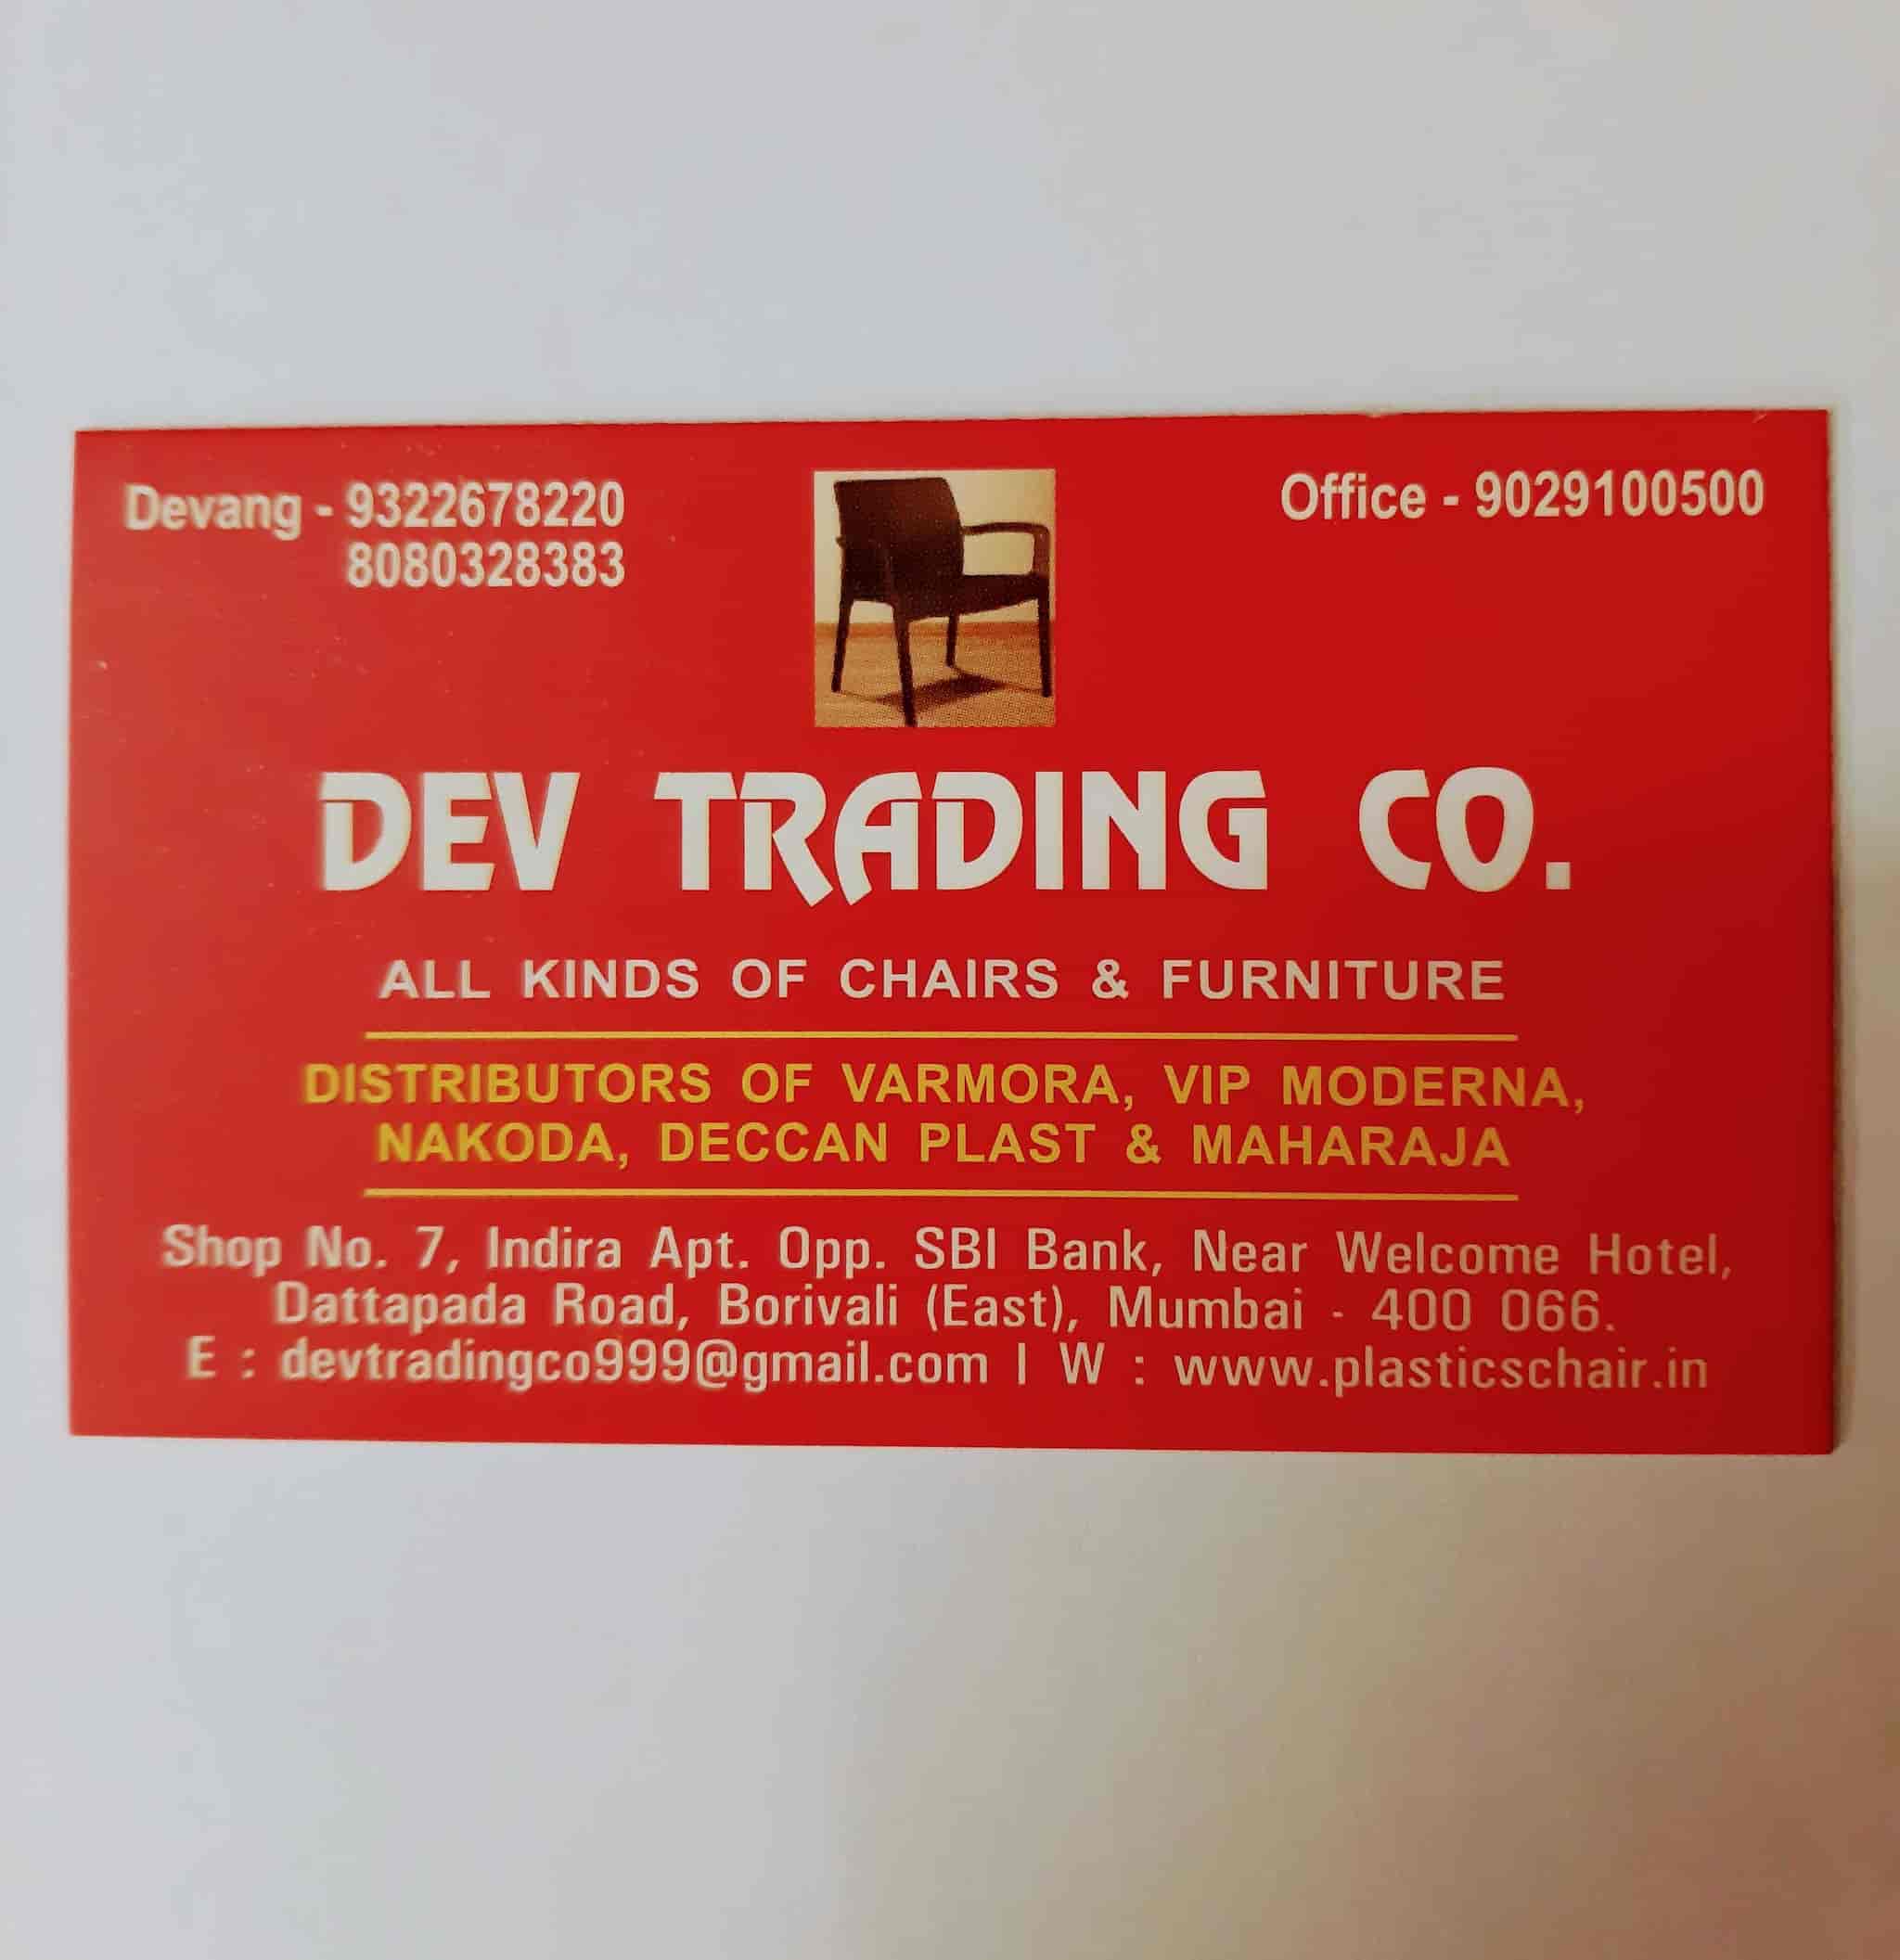 Devang - 9322678220
8080328383
Office - 9029100500
DEV TRADING CO.
ALL KINDS OF CHAIRS & FURNITURE
DISTRIBUTORS OF VARMORA, VIP MODERNA,
NAKODA, DECCAN PLAST & MAHARAJA
Shop No. 7, Indira Apt. Opp. SBI Bank, Near Welcome Hotel,
Dattapada Road, Borivali (East), Mumbai - 400 066.
E : devtradingco999@gmail.com I W : www.plasticschair.in